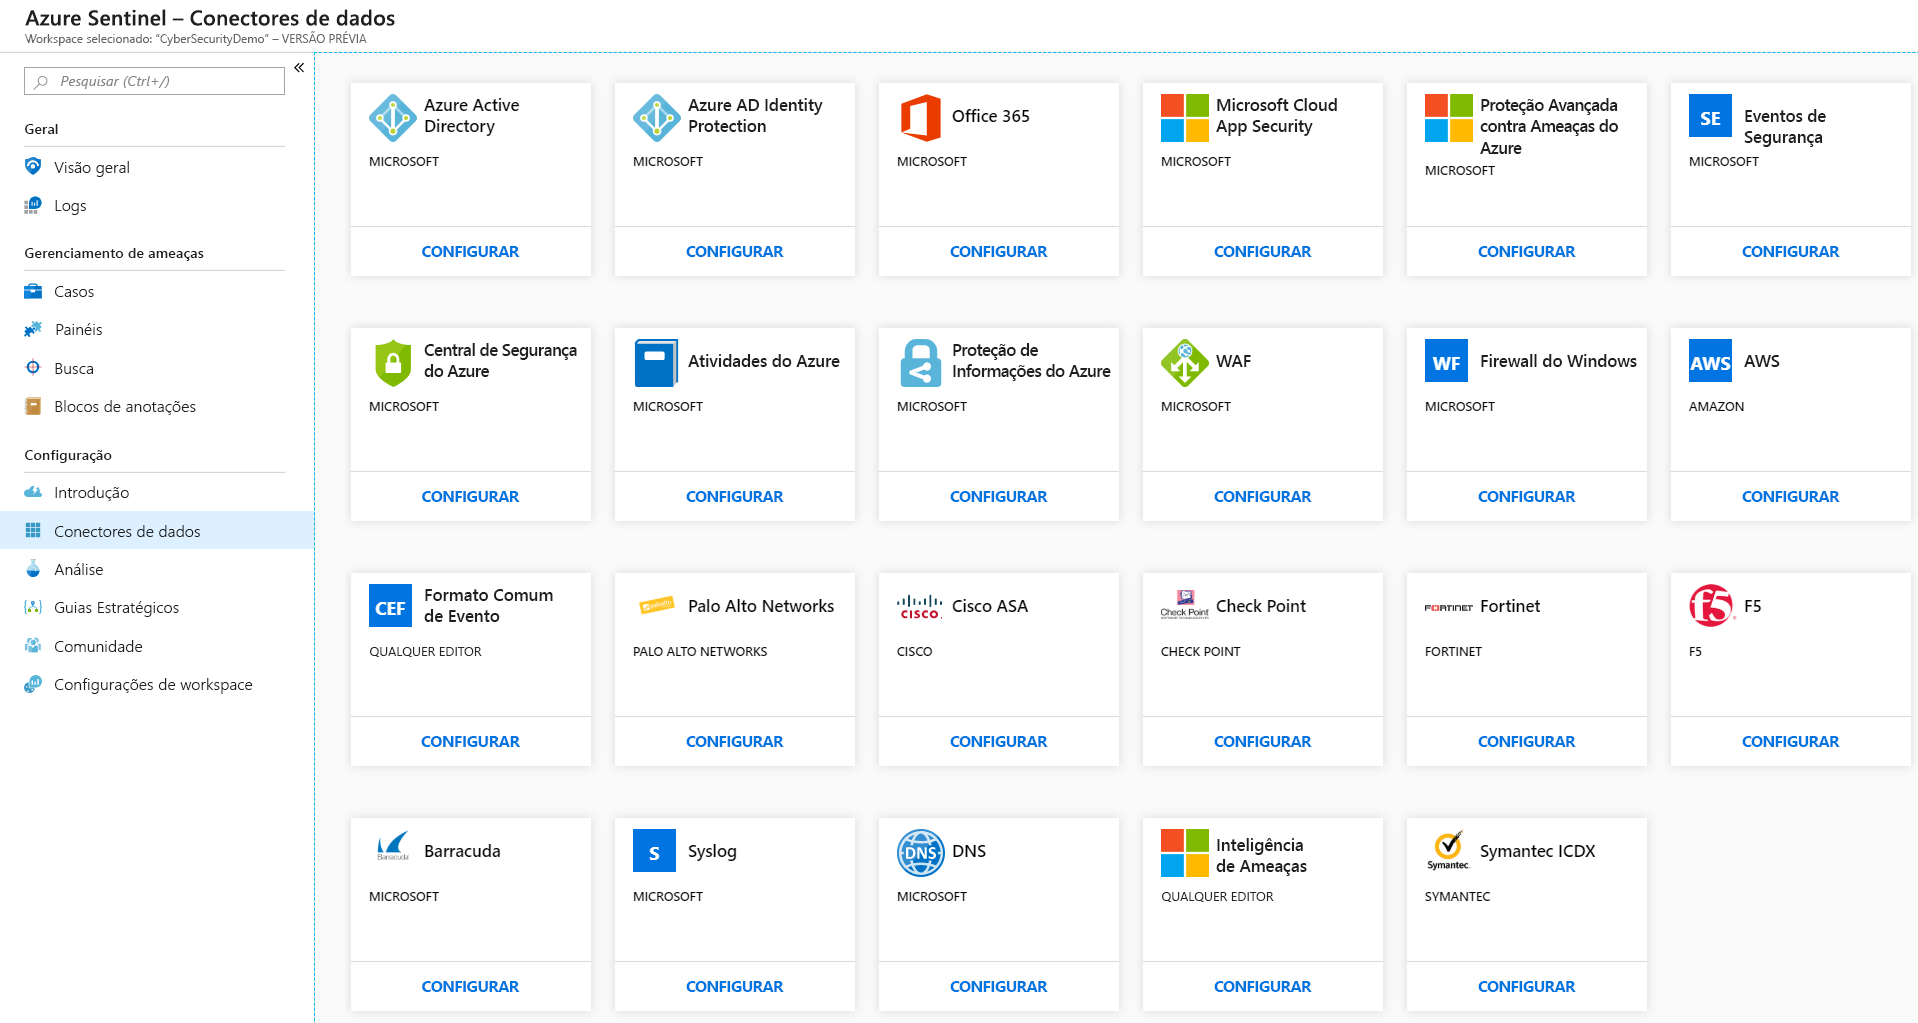 Azure Sentinel – Conectores de dados
Workspace selecionado: “CyberSecurityDemo” – VERSÃO PRÉVIA
Pesquisar (Ctrl+/)
«
Geral
Visão geral
Logs
Gerenciamento de ameaças
Casos
Painéis
Busca
Blocos de anotações
Configuração
Introdução
Conectores de dados
Análise
Guias Estratégicos
Comunidade
Configurações de workspace
Azure Active
Directory
MICROSOFT
CONFIGURAR
Azure AD Identity
Protection
MICROSOFT
CONFIGURAR
Office 365
MICROSOFT
CONFIGURAR
Microsoft Cloud
App Security
MICROSOFT
CONFIGURAR
Proteção Avançada
contra Ameaças do
Azure
MICROSOFT
CONFIGURAR
SE
Eventos de
Segurança
MICROSOFT
CONFIGURAR
Central de Segurança
do Azure
MICROSOFT
CONFIGURAR
Atividades do Azure
MICROSOFT
CONFIGURAR
Proteção de
Informações do Azure
MICROSOFT
CONFIGURAR
WAF
MICROSOFT
CONFIGURAR
WF
Firewall do Windows
MICROSOFT
CONFIGURAR
AWS
AWS
AMAZON
CONFIGURAR
CEF
Formato Comum
de Evento
QUALQUER EDITOR
CONFIGURAR
paloalto
Palo Alto Networks
PALO ALTO NETWORKS
CONFIGURAR
CISCO
Cisco ASA
CISCO
CONFIGURAR
Check Point
Check Point
CHECK POINT
CONFIGURAR
FORTINET
Fortinet
FORTINET
CONFIGURAR
f5
F5
F5
CONFIGURAR
Barracuda
Barracuda
MICROSOFT
CONFIGURAR
S
Syslog
MICROSOFT
CONFIGURAR
DNS
DNS
MICROSOFT
CONFIGURAR
Inteligência
de Ameaças
QUALQUER EDITOR
CONFIGURAR
Symantec
Symantec ICDX
SYMANTEC
CONFIGURAR